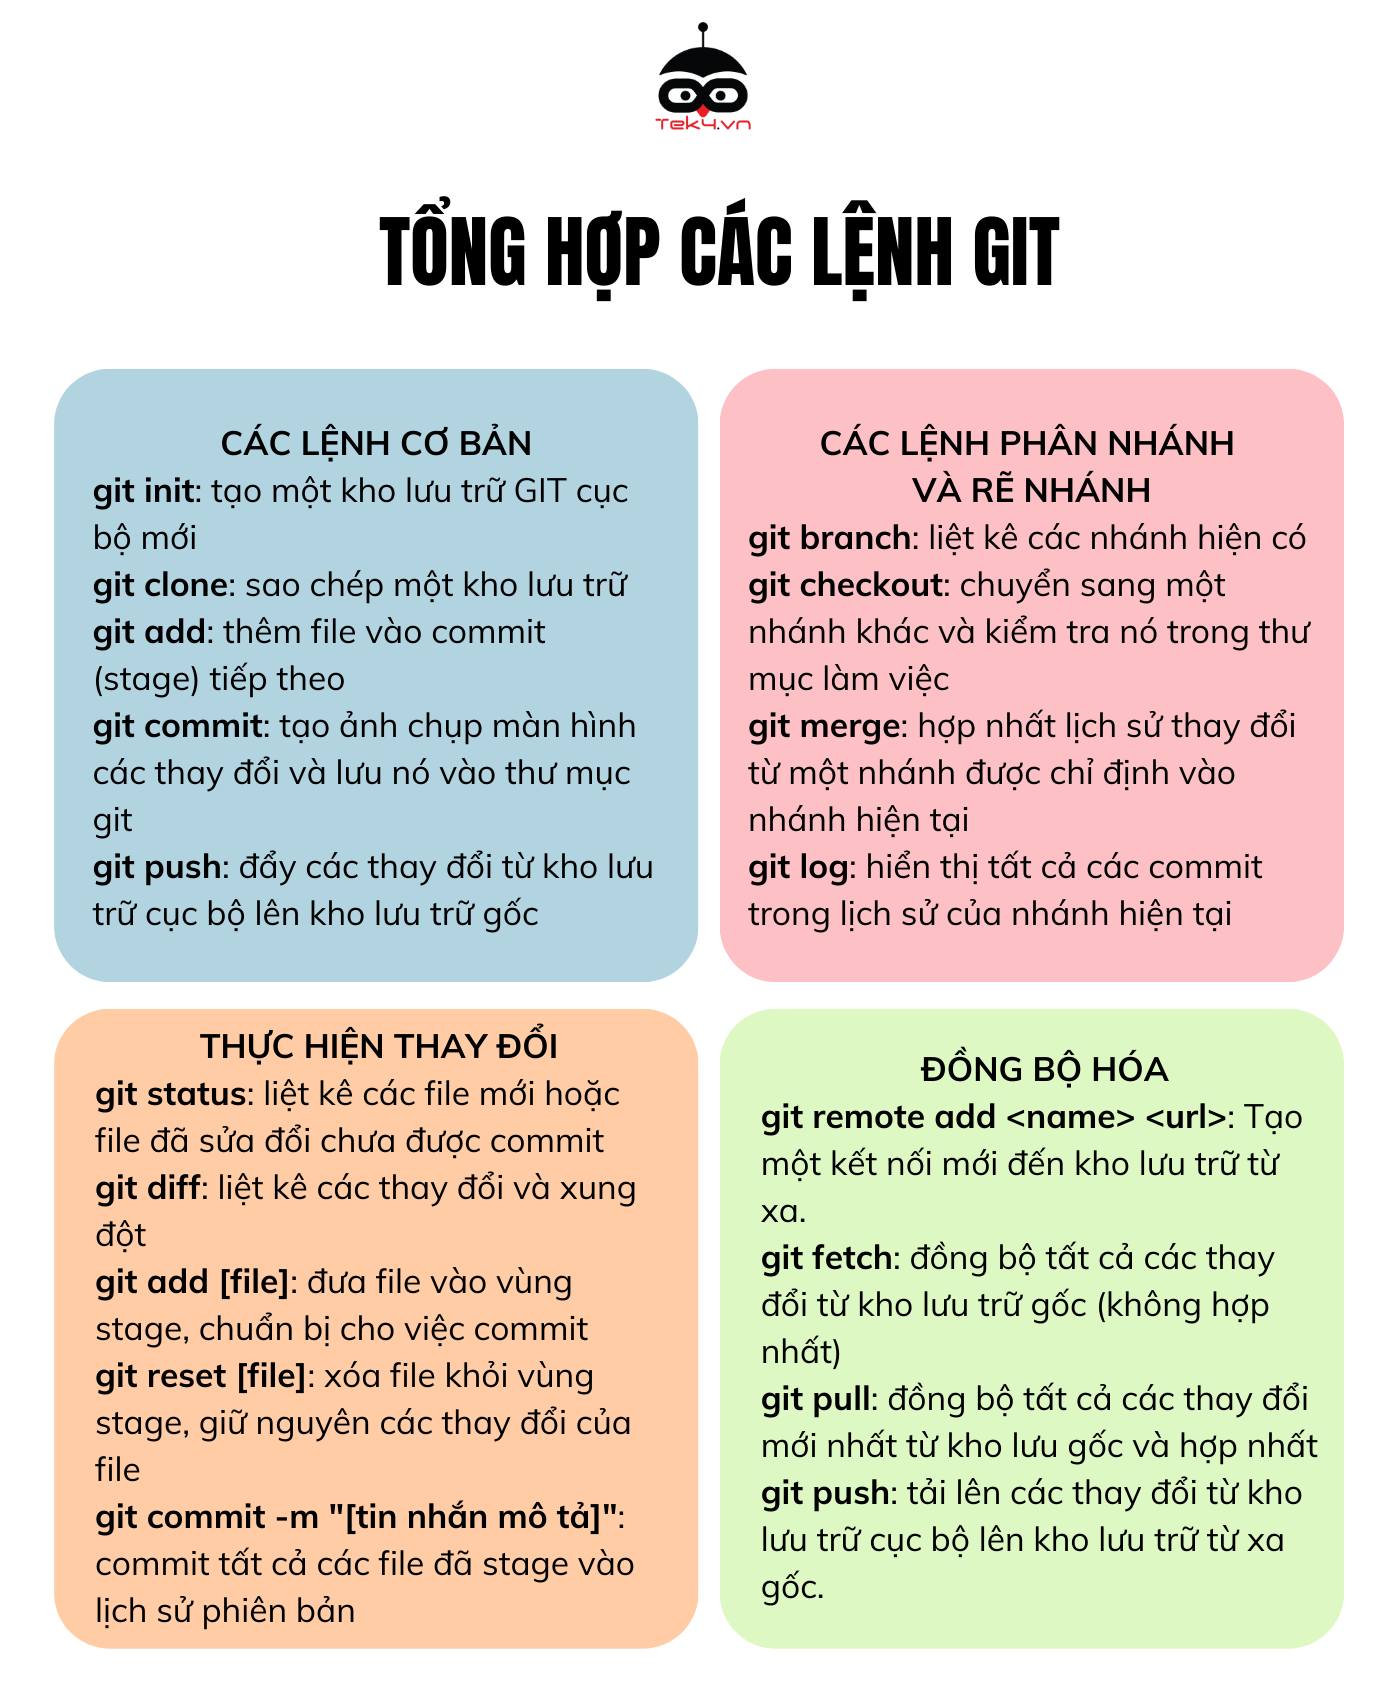 Tek4.vn
TỔNG HỢP CÁC LỆNH GIT
CÁC LỆNH CƠ BẢN
git init: tạo một kho lưu trữ GIT cục
bộ mới
git clone: sao chép một kho lưu trữ
git add: thêm file vào commit
(stage) tiếp theo
git commit: tạo ảnh chụp màn hình
các thay đổi và lưu nó vào thư mục
git
git push: đẩy các thay đổi từ kho lưu
trữ cục bộ lên kho lưu trữ gốc
CÁC LỆNH PHÂN NHÁNH
VÀ RẼ NHÁNH
git branch: liệt kê các nhánh hiện có
git checkout: chuyển sang một
nhánh khác và kiểm tra nó trong thư
mục làm việc
git merge: hợp nhất lịch sử thay đổi
từ một nhánh được chỉ định vào
nhánh hiện tại
git log: hiển thị tất cả các commit
trong lịch sử của nhánh hiện tại
THỰC HIỆN THAY ĐỔI
git status: liệt kê các file mới hoặc
file đã sửa đổi chưa được commit
git diff: liệt kê các thay đổi và xung
đột
git add [file]: đưa file vào vùng
stage, chuẩn bị cho việc commit
git reset [file]: xóa file khỏi vùng
stage, giữ nguyên các thay đổi của
file
git commit -m "[tin nhắn mô tả]":
commit tất cả các file đã stage vào
lịch sử phiên bản
ĐỒNG BỘ HÓA
git remote add <name> <url>: Tạo
một kết nối mới đến kho lưu trữ từ
xa.
git fetch: đồng bộ tất cả các thay
đổi từ kho lưu trữ gốc (không hợp
nhất)
git pull: đồng bộ tất cả các thay đổi
mới nhất từ kho lưu gốc và hợp nhất
git push: tải lên các thay đổi từ kho
lưu trữ cục bộ lên kho lưu trữ từ xa
gốc.